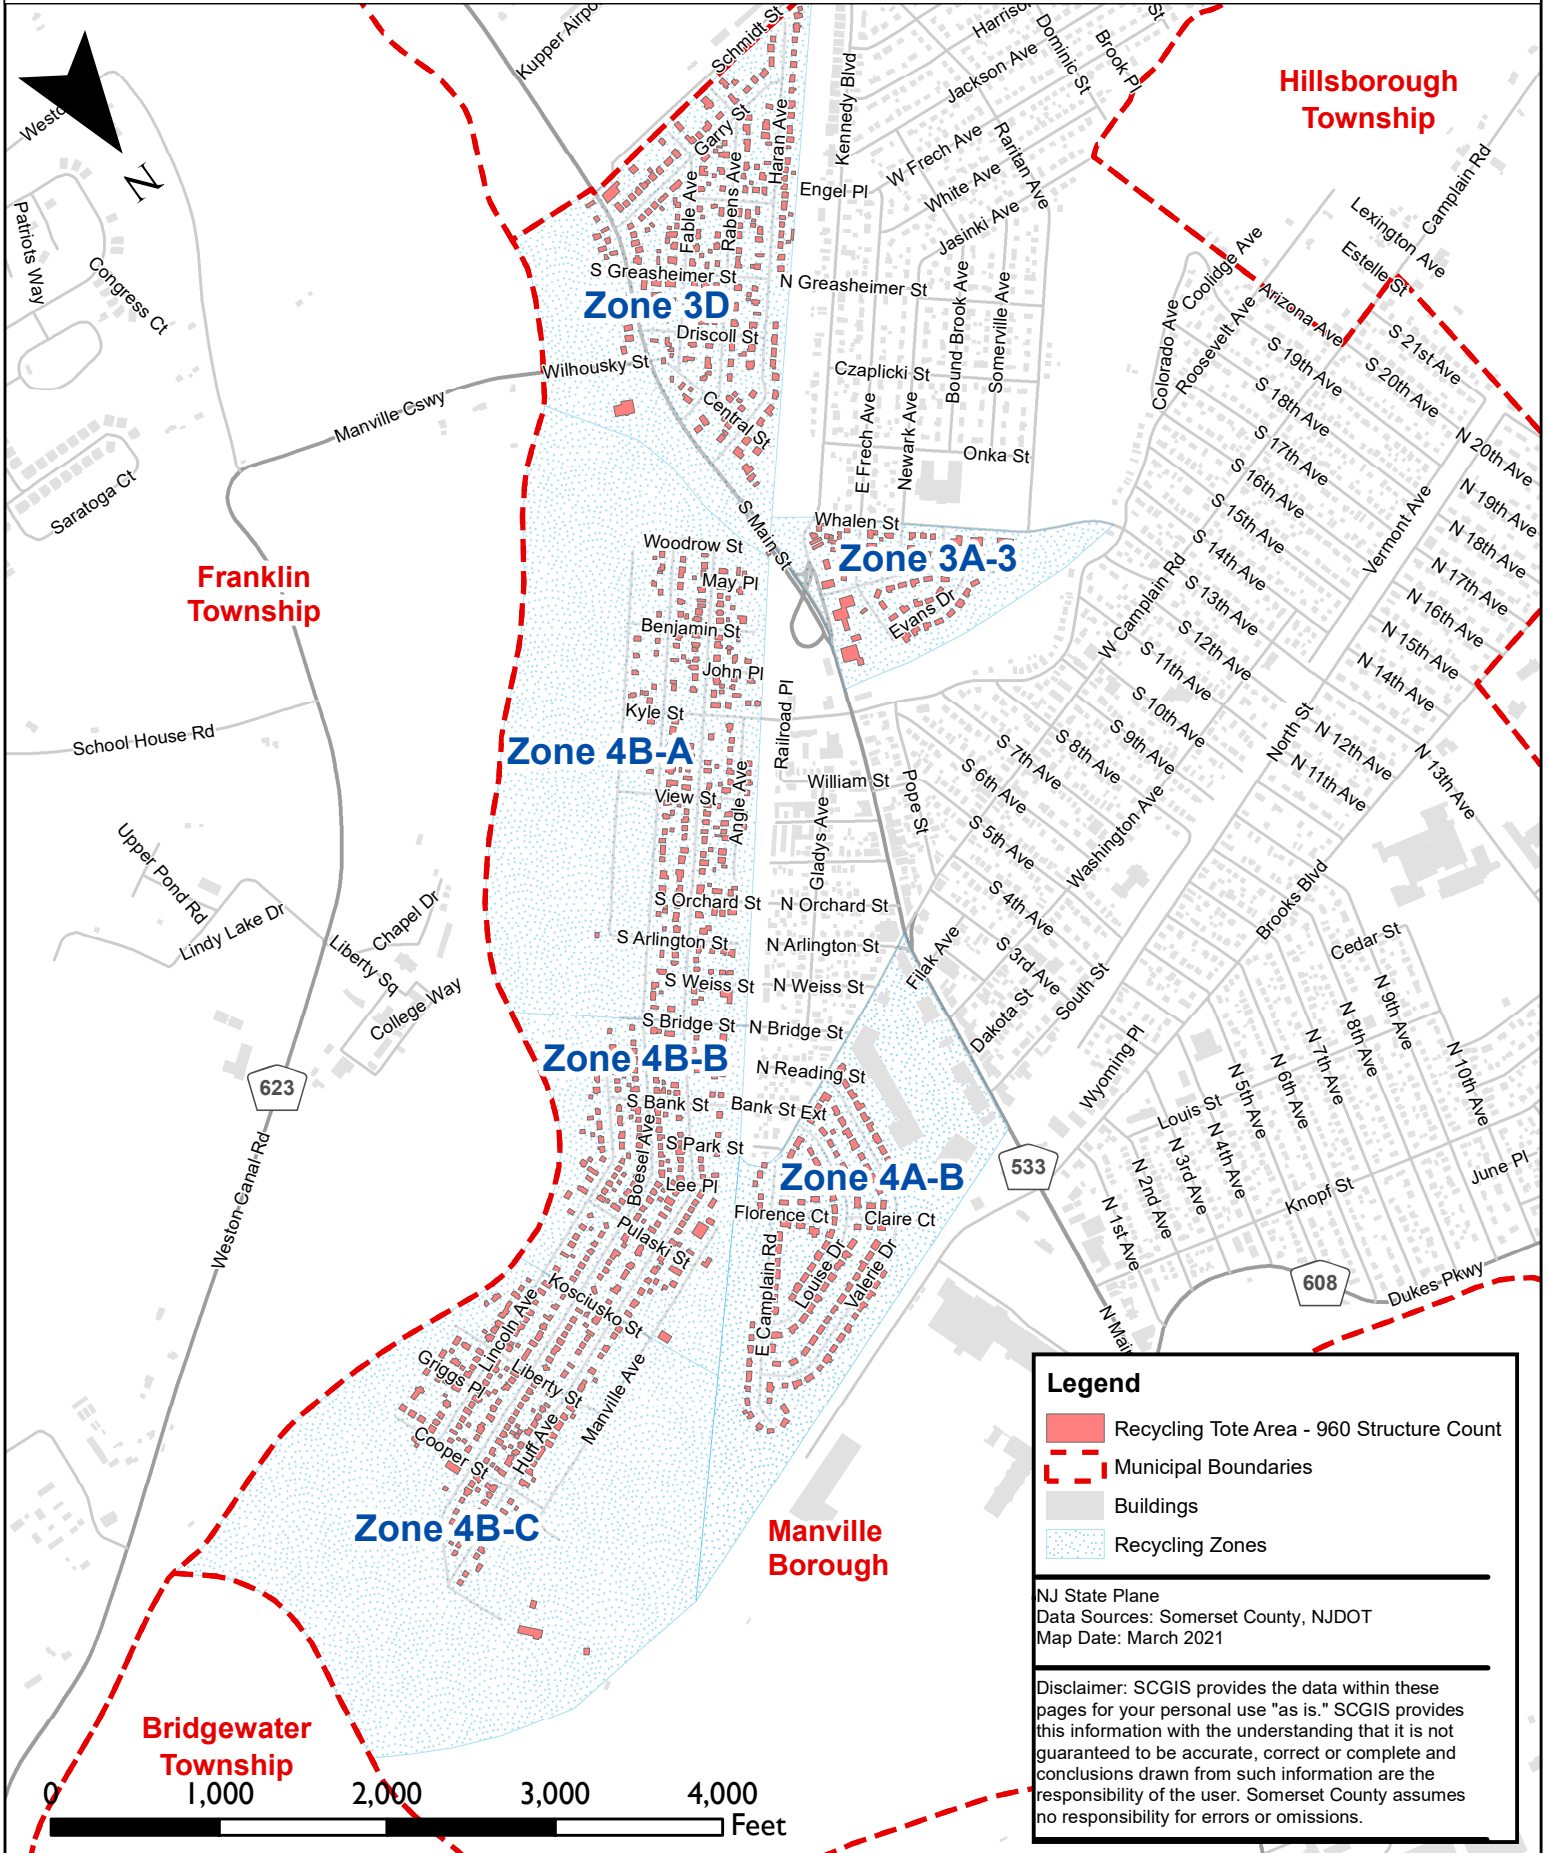 Kupper Airpo
Schmidt St
Harriso
Dominic St
Brook Pl
St
Jackson Ave
Kennedy Blvd
Hillsborough
Township
Westo
N
Garry St
Haran Ave
Fable Ave
Rabens Ave
W Frech Ave
Raritan Ave
White Ave
Engel Pl
Jasinki Ave
Camplain Rd
Lexington Ave
Estelle St
Patriots Way
Congress Ct
S Greasheimer St
N Greasheimer St
Coolidge Ave
Arizona Ave
Zone 3D
Driscoll St
Bound Brook Ave
Somerville Ave
Colorado Ave
Roosevelt Ave
S 21st Ave
S 20th Ave
S 19th Ave
S 18th Ave
S 17th Ave
S 16th Ave
S 15th Ave
S 14th Ave
S 13th Ave
S 12th Ave
S 11th Ave
S 10th Ave
S 9th Ave
S 8th Ave
S 7th Ave
S 6th Ave
S 5th Ave
S 4th Ave
S 3rd Ave
Wilhousky St
Manville Cswy
Central St
Czaplicki St
E Frech Ave
Newark Ave
Onka St
Saratoga Ct
N 20th Ave
N 19th Ave
N 18th Ave
N 17th Ave
N 16th Ave
N 15th Ave
N 14th Ave
N 13th Ave
N 12th Ave
N 11th Ave
Vermont Ave
S Main St
Whalen St
Zone 3A-3
Evans Dr
Woodrow St
May Pl
Franklin
Township
Benjamin St
John Pl
W Camplain Rd
Kyle St
Railroad Pl
School House Rd
Zone 4B-A
North St
View St
Angle Ave
William St
Pope St
Gladys Ave
Washington Ave
Upper Pond Rd
Lindy Lake Dr
Chapel Dr
Liberty Sq
College Way
S Orchard St
N Orchard St
S Arlington St
N Arlington St
Filak Ave
Brooks Blvd
Cedar St
S Weiss St
N Weiss St
Dakota St
South St
S Bridge St
N Bridge St
Zone 4B-B
N Reading St
Wyoming Pl
623
S Bank St
Bank St Ext
Louis St
N 10th Ave
N 9th Ave
N 8th Ave
N 7th Ave
N 6th Ave
N 5th Ave
N 4th Ave
N 3rd Ave
N 2nd Ave
N 1st Ave
Boesel Ave
S Park St
Zone 4A-B
533
Lee Pl
June Pl
Knopf St
Weston Canal Rd
Pulaski St
Florence Ct
Claire Ct
E Camplain Rd
Louise Dr
Valerie Dr
608
Dukes Pkwy
Kosciusko St
Lincoln Ave
N Main
Griggs Pl
Liberty St
Manville Ave
Cooper St
Huff Ave
Zone 4B-C
Manville
Borough
Bridgewater
Township
0 1,000 2,000 3,000 4,000
Feet
Legend
Recycling Tote Area - 960 Structure Count
Municipal Boundaries
Buildings
Recycling Zones
NJ State Plane
Data Sources: Somerset County, NJDOT
Map Date: March 2021
Disclaimer: SCGIS provides the data within these
pages for your personal use "as is." SCGIS provides
this information with the understanding that it is not
guaranteed to be accurate, correct or complete and
conclusions drawn from such information are the
responsibility of the user. Somerset County assumes
no responsibility for errors or omissions.